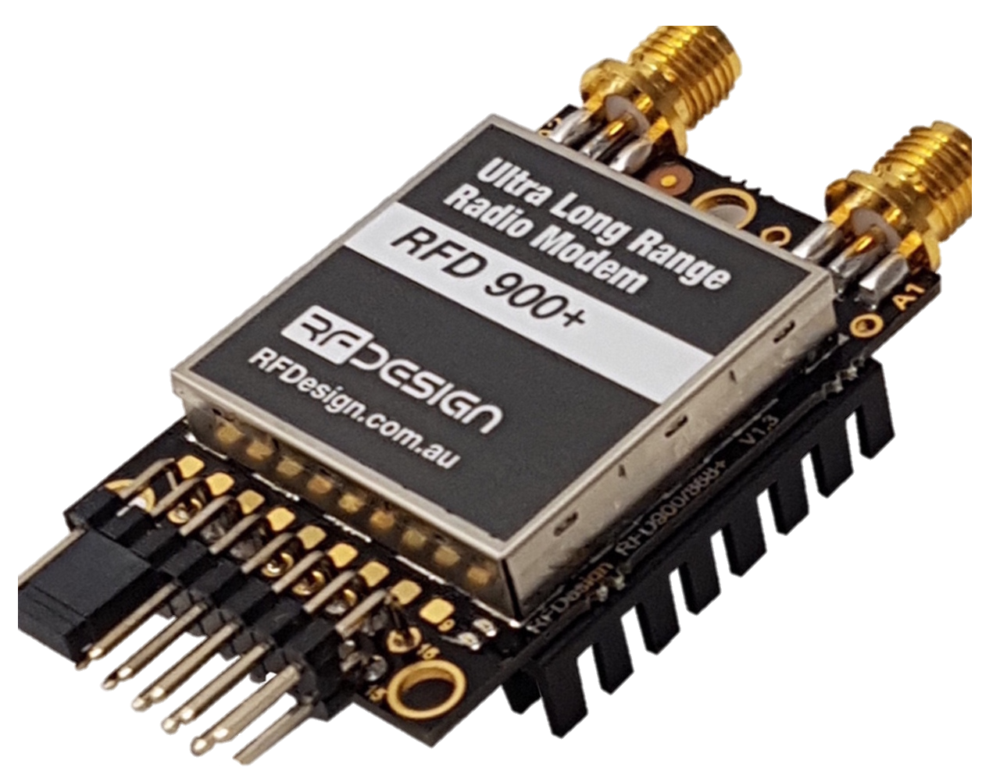 Ultra Long Range
Radio Modem
RFD 900+
RFDESIGN
RFDesign.com.au
A1
RFDesign RFD900/868+ V1.3
16
15